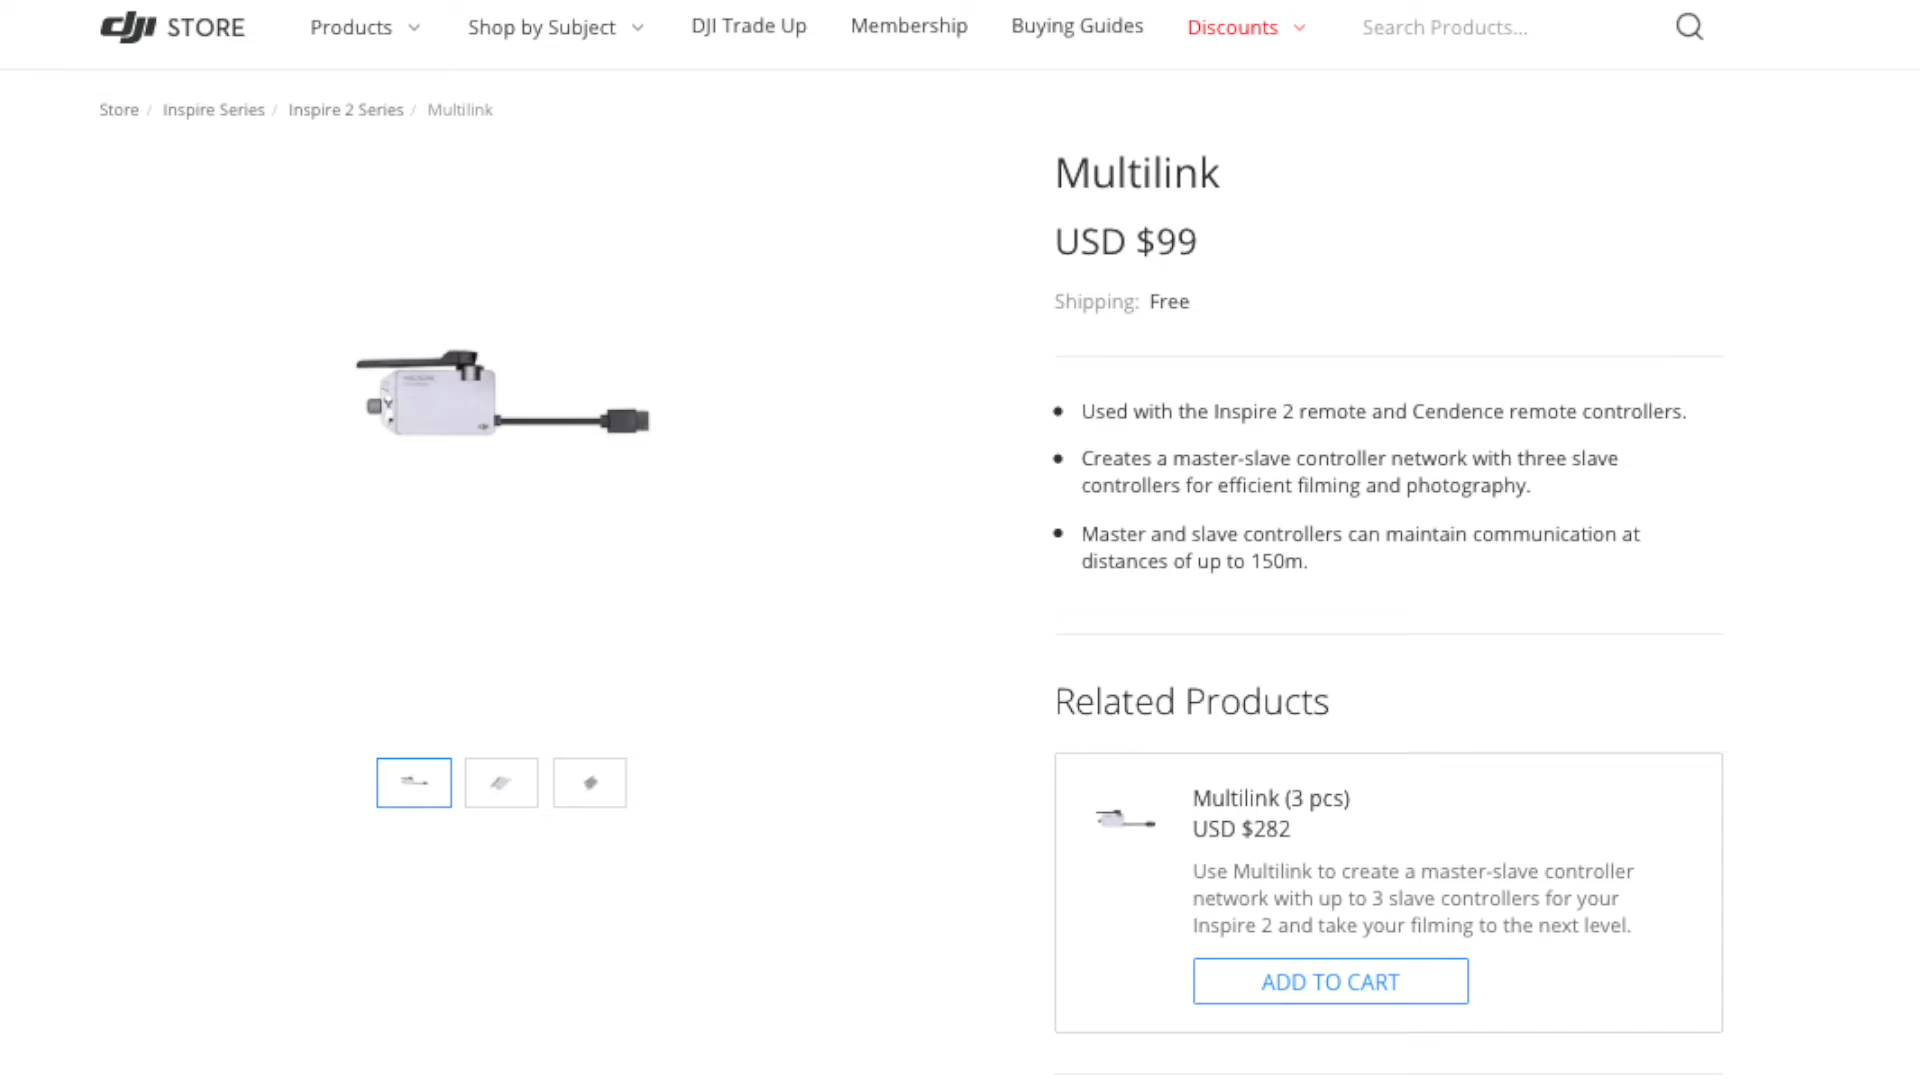 dji STORE
Products
Shop by Subject
DJI Trade Up
Membership
Buying Guides
Discounts
Search Products...
Store / Inspire Series / Inspire 2 Series / Multilink
Multilink
USD $99
Shipping: Free
Used with the Inspire 2 remote and Cendence remote controllers.
Creates a master-slave controller network with three slave
controllers for efficient filming and photography.
Master and slave controllers can maintain communication at
distances of up to 150m.
Related Products
Multilink (3 pcs)
USD $282
Use Multilink to create a master-slave controller
network with up to 3 slave controllers for your
Inspire 2 and take your filming to the next level.
ADD TO CART